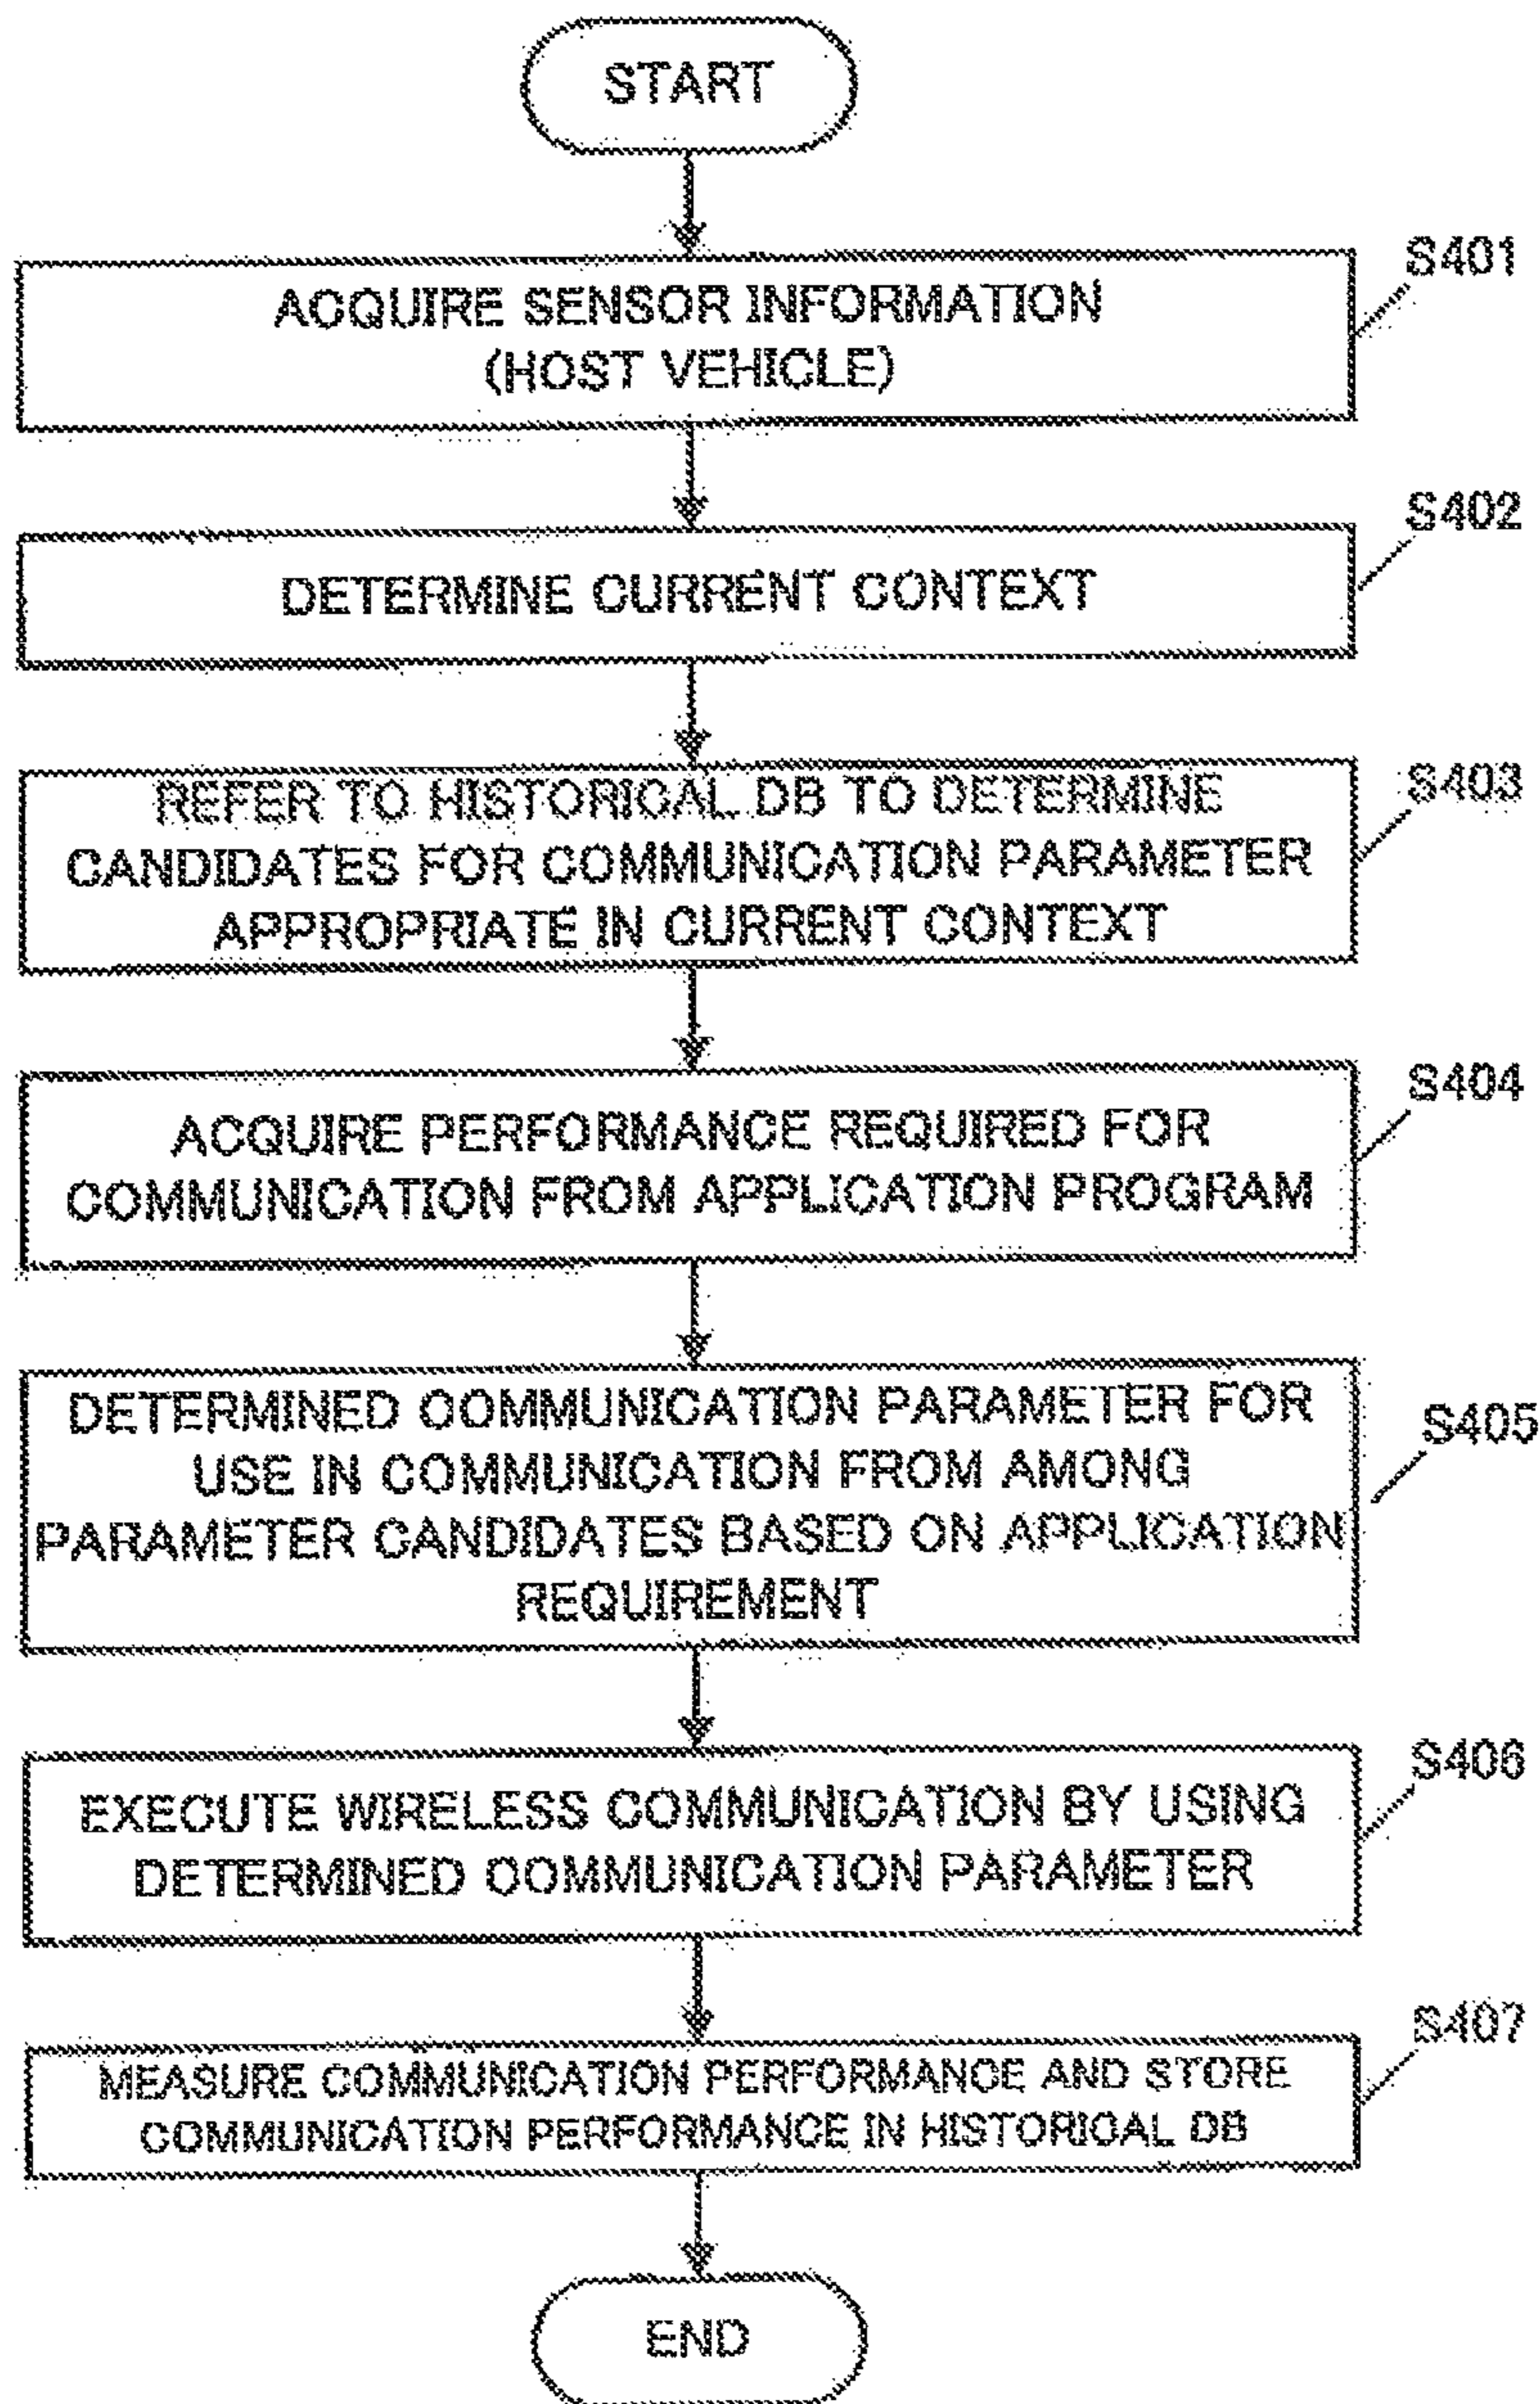 START
S401
ACQUIRE SENSOR INFORMATION
(HOST VEHICLE)
S402
DETERMINE CURRENT CONTEXT
S403
REFER TO HISTORICAL DB TO DETERMINE
CANDIDATES FOR COMMUNICATION PARAMETER
APPROPRIATE IN CURRENT CONTEXT
S404
ACQUIRE PERFORMANCE REQUIRED FOR
COMMUNICATION FROM APPLICATION PROGRAM
S405
DETERMINED COMMUNICATION PARAMETER FOR
USE IN COMMUNICATION FROM AMONG
PARAMETER CANDIDATES BASED ON APPLICATION
REQUIREMENT
S406
EXECUTE WIRELESS COMMUNICATION BY USING
DETERMINED COMMUNICATION PARAMETER
S407
MEASURE COMMUNICATION PERFORMANCE AND STORE
COMMUNICATION PERFORMANCE IN HISTORICAL DB
END